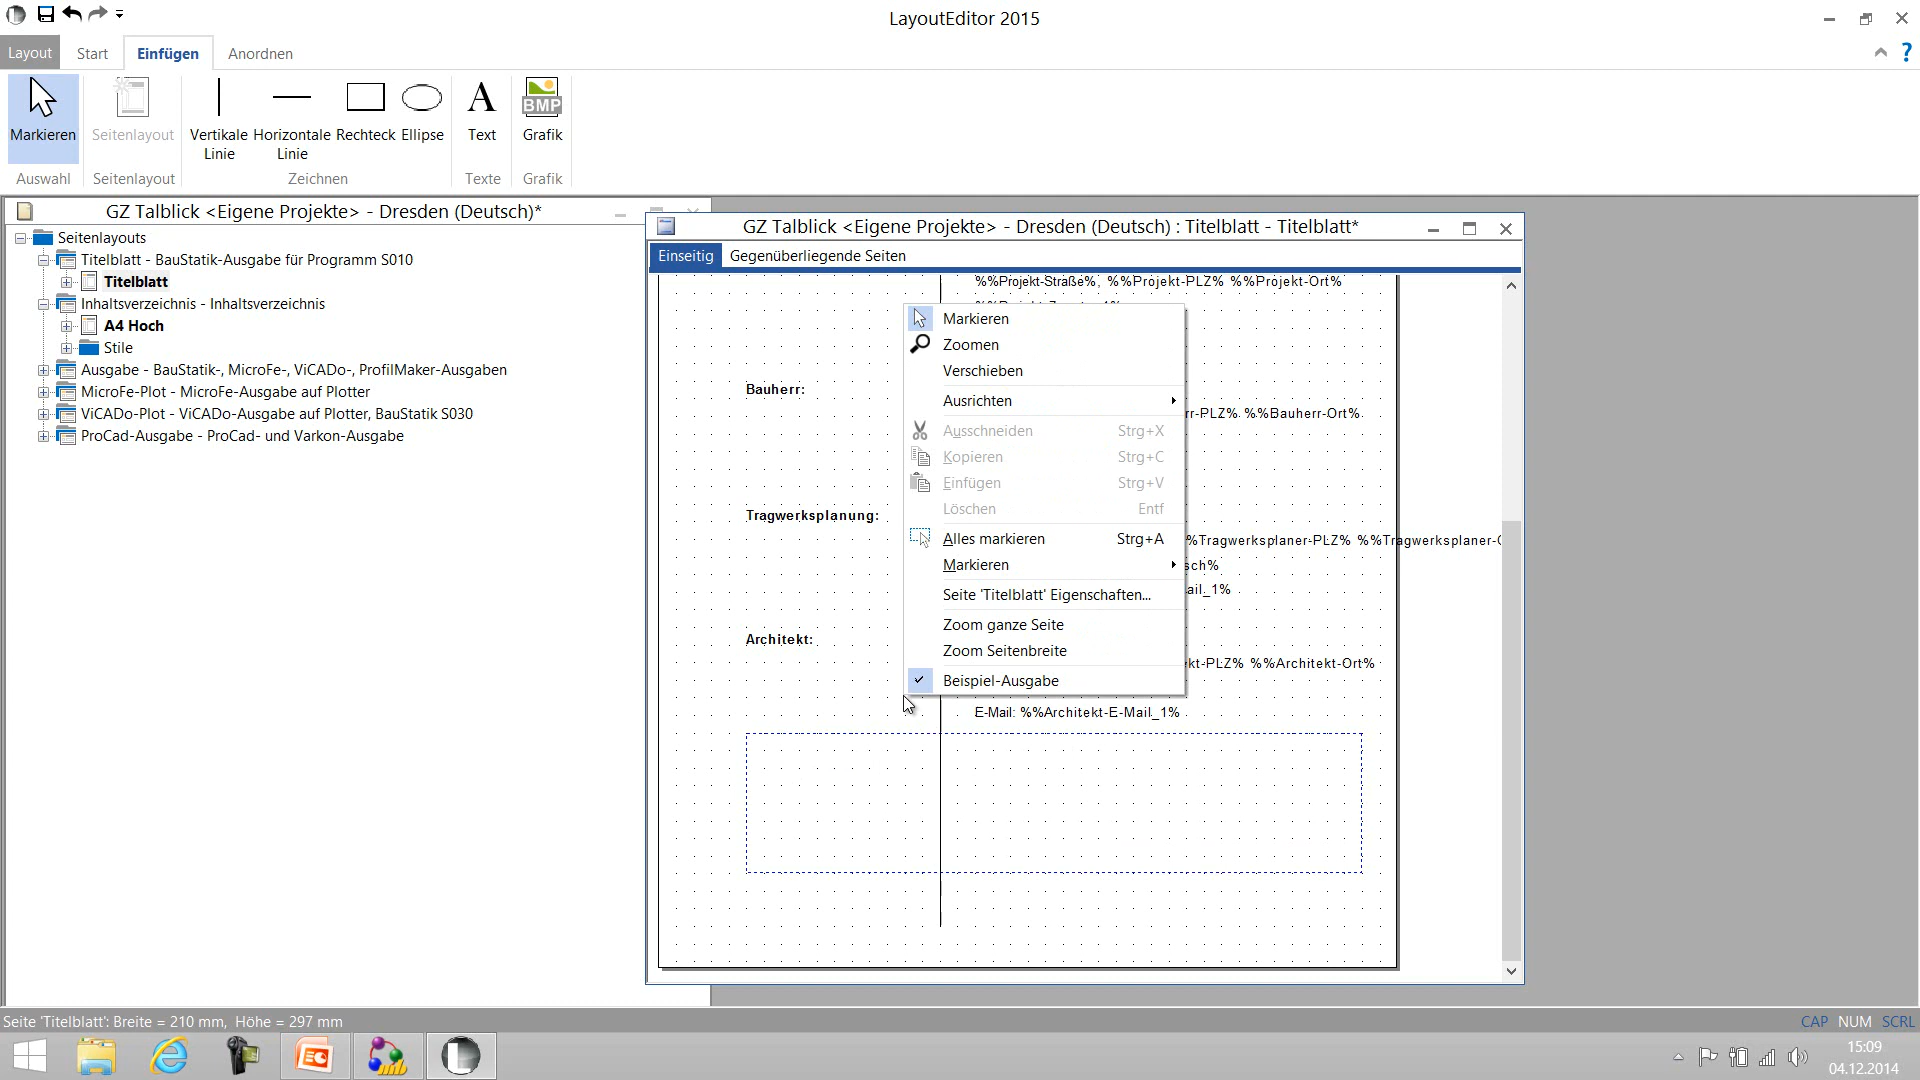 LayoutEditor 2015
Layout Start Einfügen Anordnen
?
Markieren Seitenlayout Vertikale Linie Horizontale Linie Rechteck Ellipse Text BMP Grafik
Auswahl Seitenlayout Zeichnen Texte Grafik
GZ Talblick <Eigene Projekte> - Dresden (Deutsch)*
Seitenlayouts
Titelblatt - BauStatik-Ausgabe für Programm S010
Titelblatt
Inhaltsverzeichnis - Inhaltsverzeichnis
A4 Hoch
Stile
Ausgabe - BauStatik-, MicroFe-, ViCADo-, ProfilMaker-Ausgaben
MicroFe-Plot - MicroFe-Ausgabe auf Plotter
ViCADo-Plot - ViCADo-Ausgabe auf Plotter, BauStatik S030
ProCad-Ausgabe - ProCad- und Varkon-Ausgabe
GZ Talblick <Eigene Projekte> - Dresden (Deutsch) : Titelblatt - Titelblatt*
Einseitig Gegenüberliegende Seiten
%%Projekt-Straße%, %%Projekt-PLZ% %%Projekt-Ort%
Bauherr:
rr-PLZ% %%Bauherr-Ort%
Tragwerksplanung:
%Tragwerksplaner-PLZ% %%Tragwerksplaner-O
sch%
ail_1%
Architekt:
kt-PLZ% %%Architekt-Ort%
E-Mail: %%Architekt-E-Mail_1%
Markieren
Zoomen
Verschieben
Ausrichten
Ausschneiden Strg+X
Kopieren Strg+C
Einfügen Strg+V
Löschen Entf
Alles markieren Strg+A
Markieren
Seite 'Titelblatt' Eigenschaften...
Zoom ganze Seite
Zoom Seitenbreite
Beispiel-Ausgabe
Seite 'Titelblatt': Breite = 210 mm, Höhe = 297 mm
CAP NUM SCRL
15:09
04.12.2014